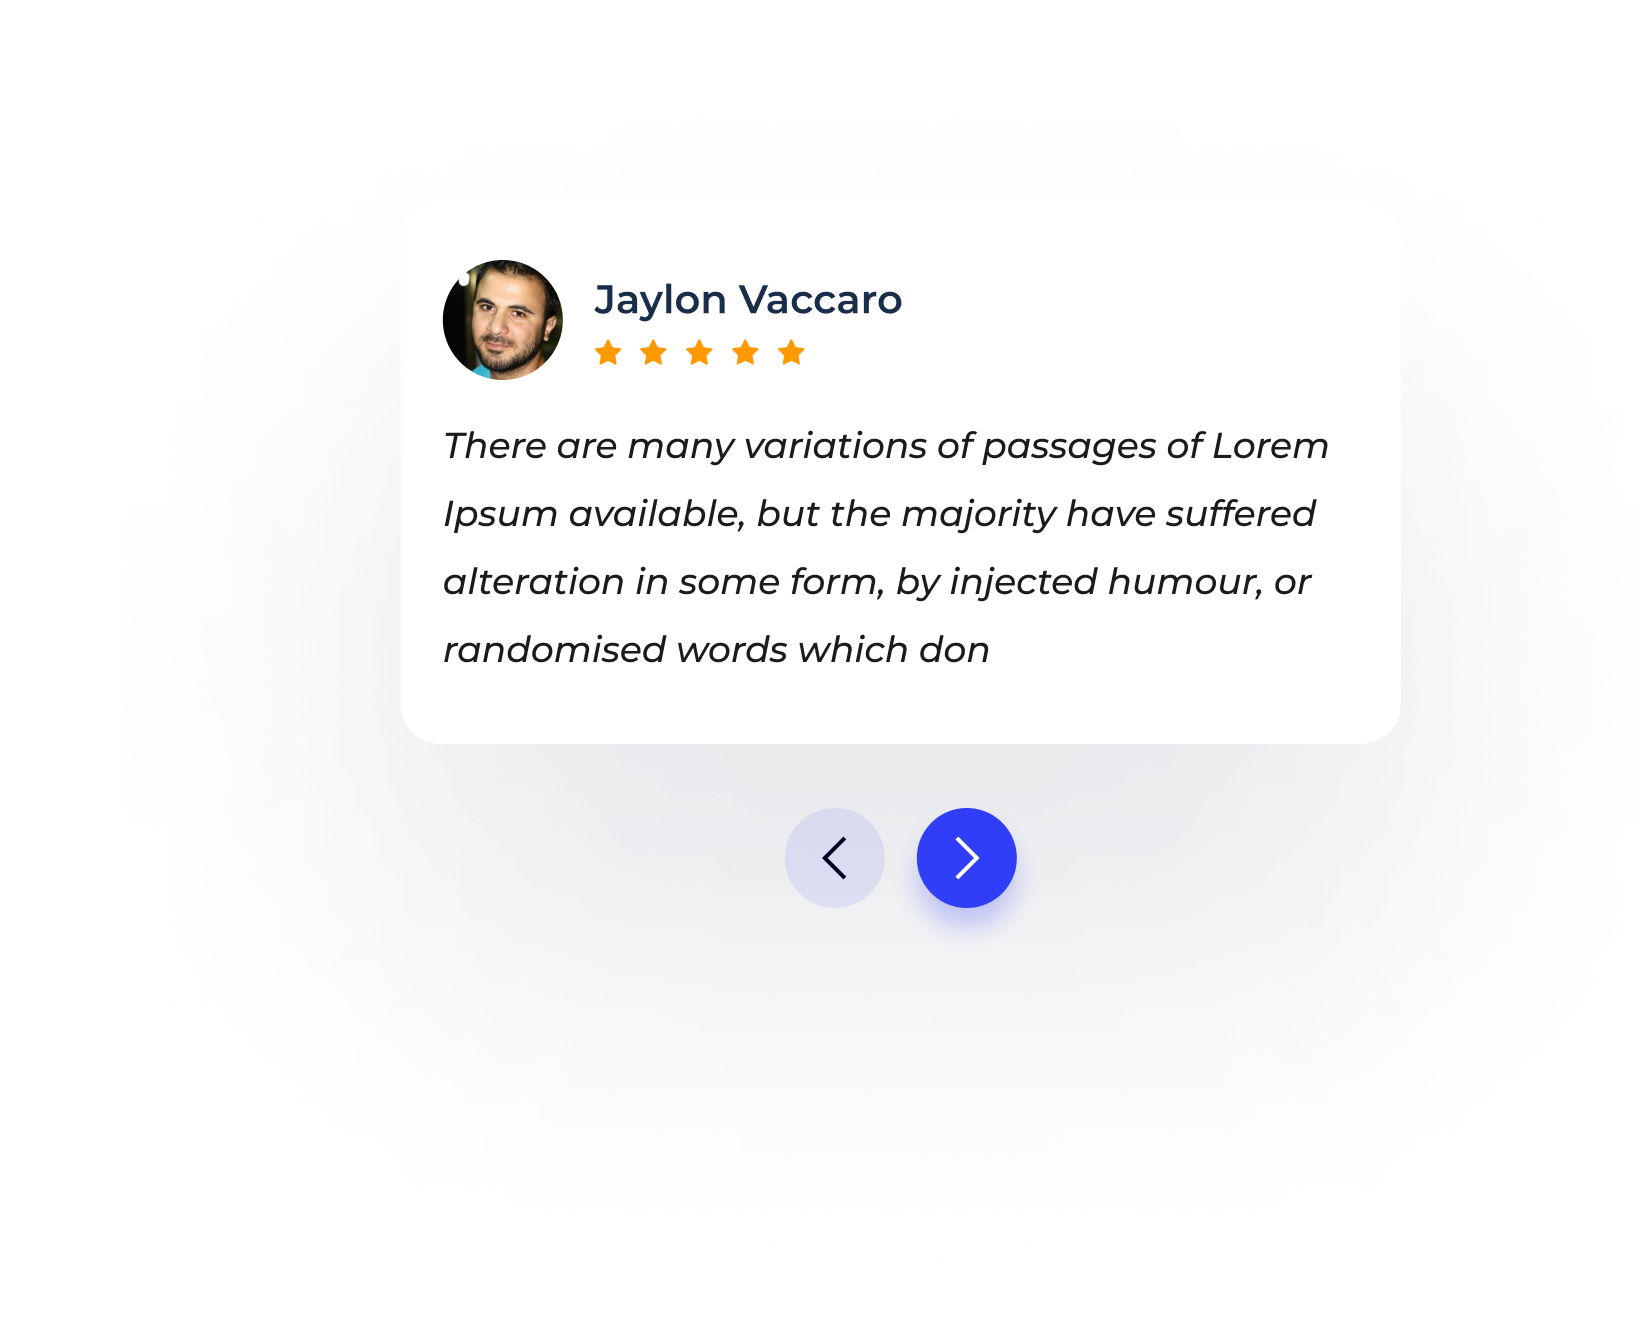 Jaylon Vaccaro
There are many variations of passages of Lorem
Ipsum available, but the majority have suffered
alteration in some form, by injected humour, or
randomised words which don